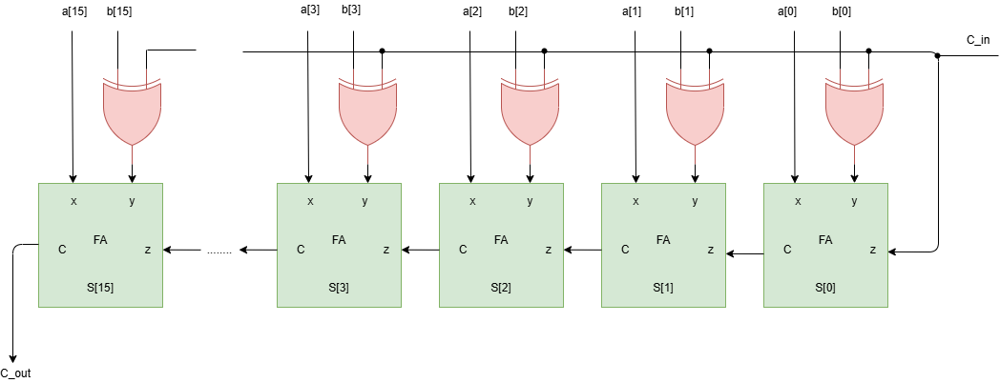 a[15] b[15] a[3] b[3] a[2] b[2] a[1] b[1] a[0] b[0]
C_in
x y x y x y x y x y
FA FA FA FA FA
C z ........ C z C z C z C z
S[15] S[3] S[2] S[1] S[0]
C_out